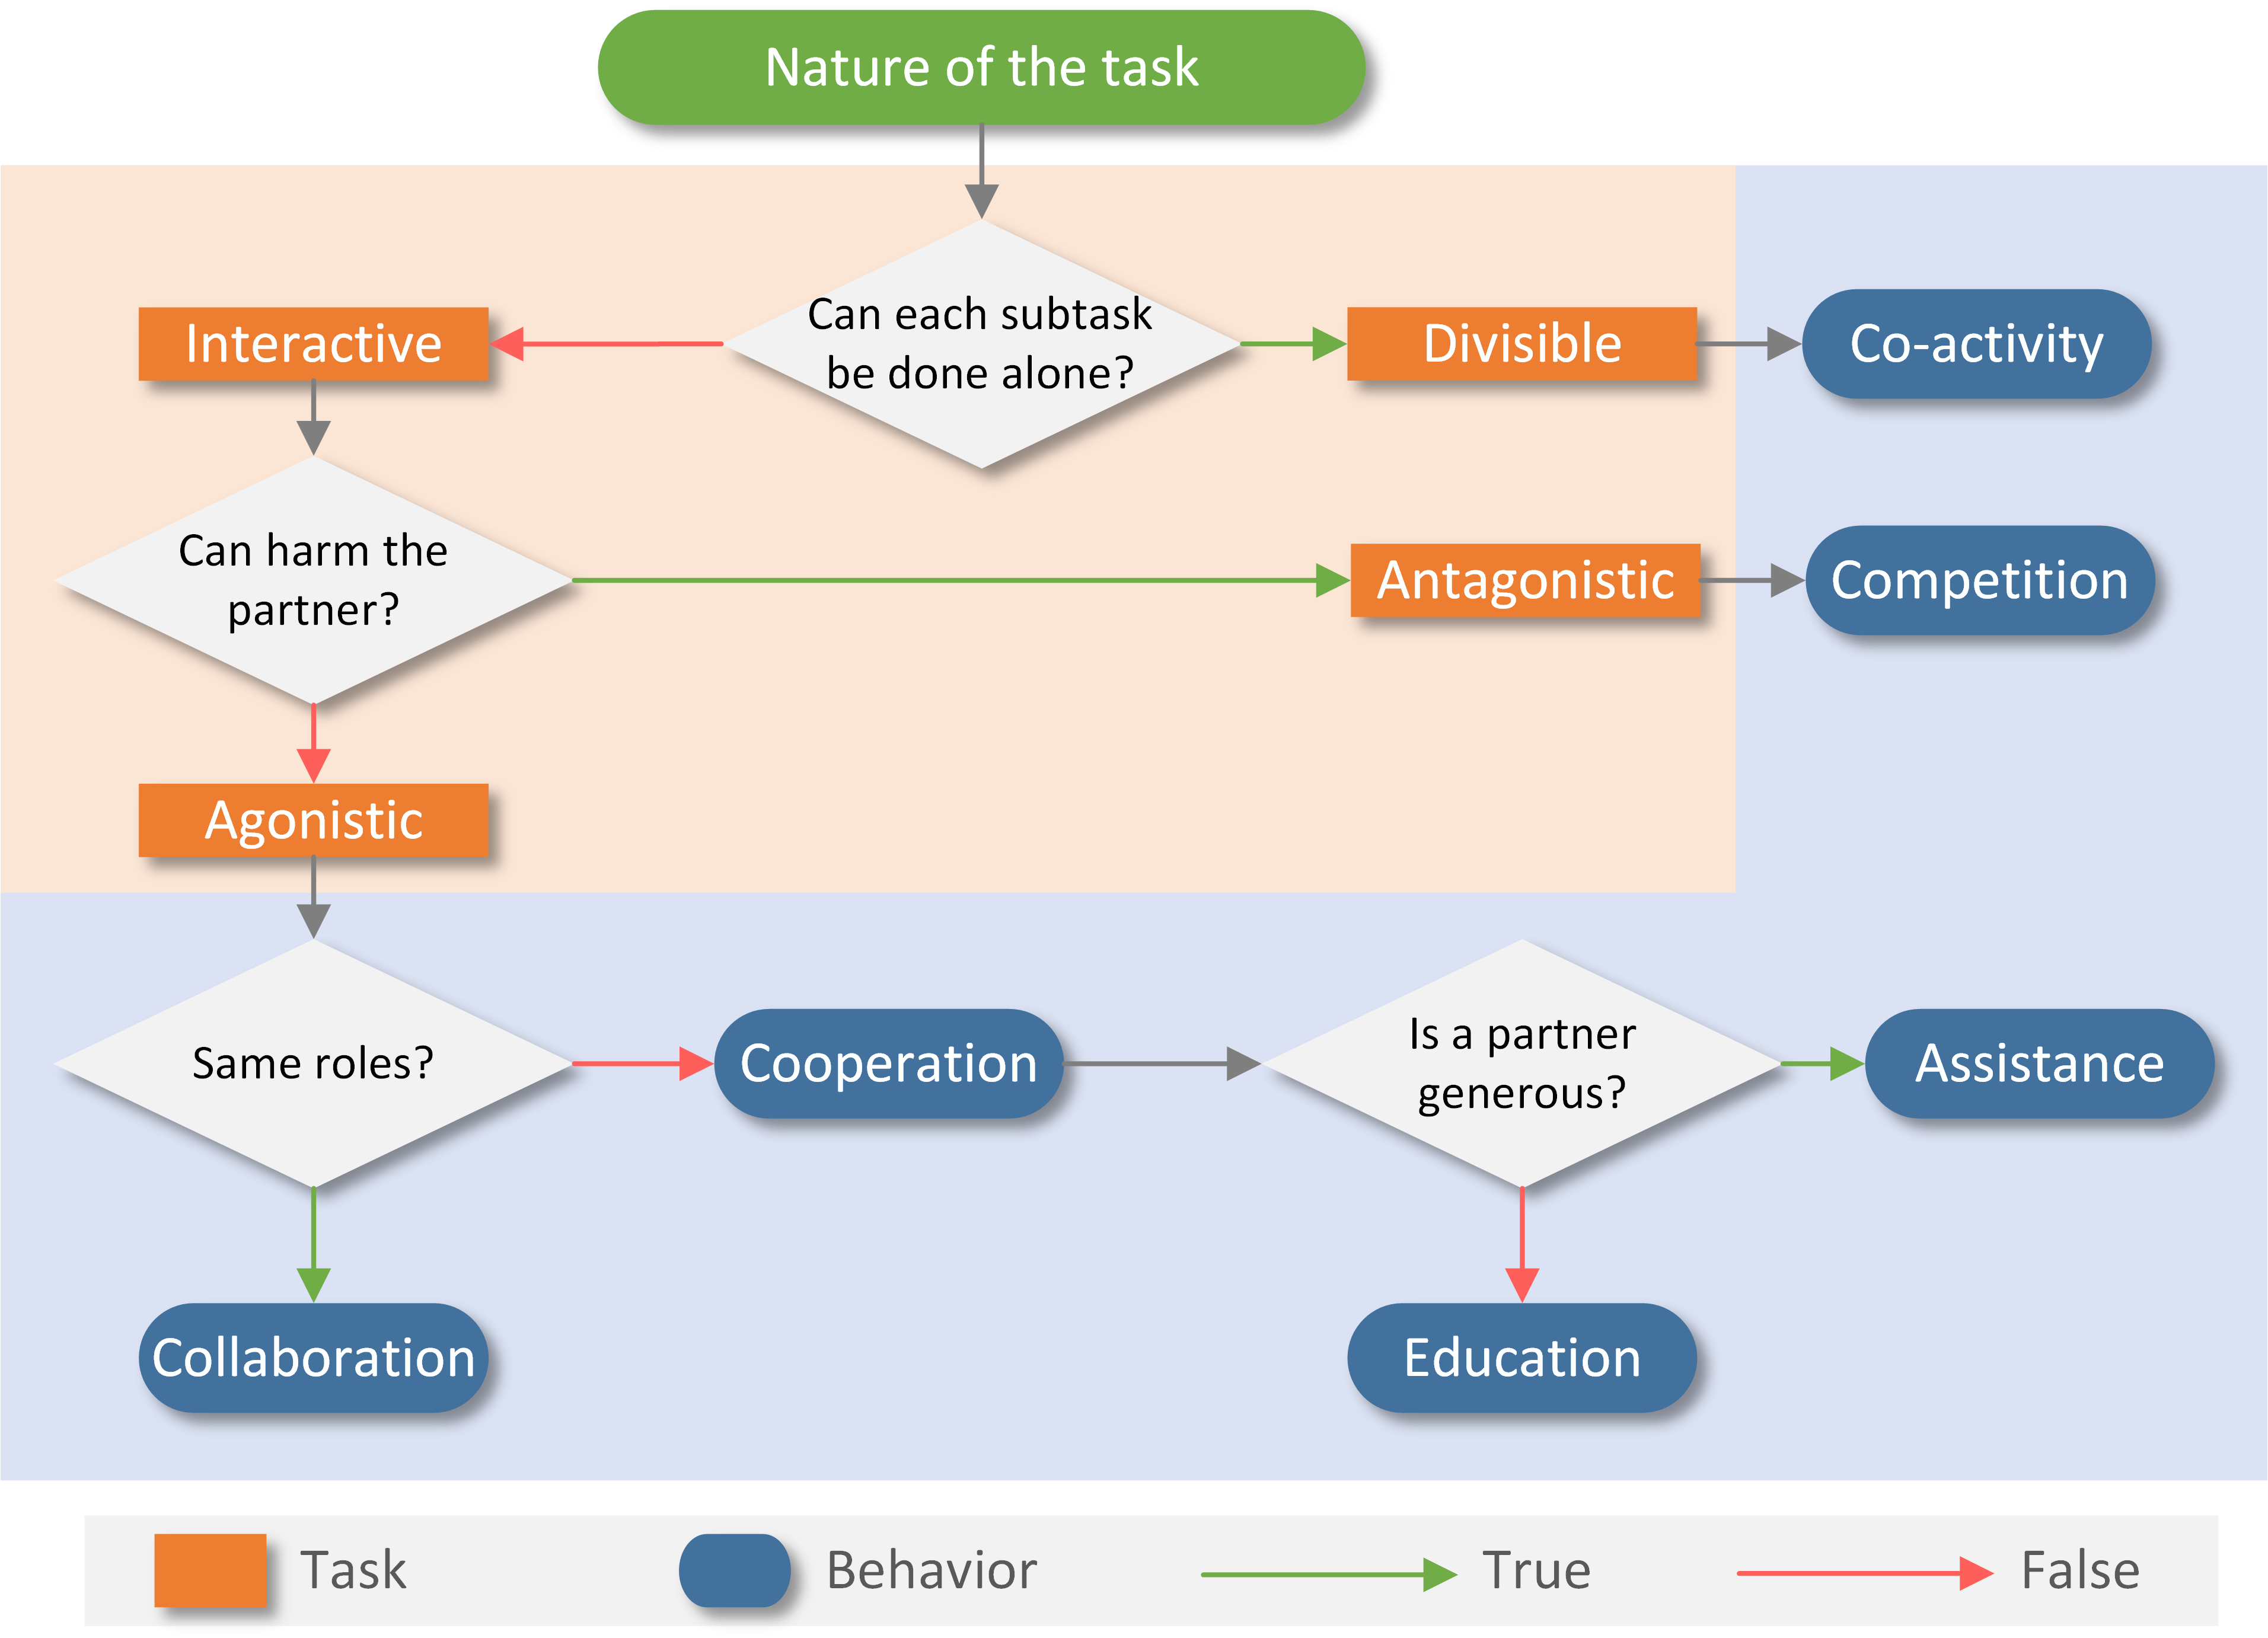 Nature of the task
Can each subtask
be done alone?
Interactive
Divisible
Co-activity
Can harm the
partner?
Antagonistic
Competition
Agonistic
Same roles?
Cooperation
Is a partner
generous?
Assistance
Collaboration
Education
Task
Behavior
True
False